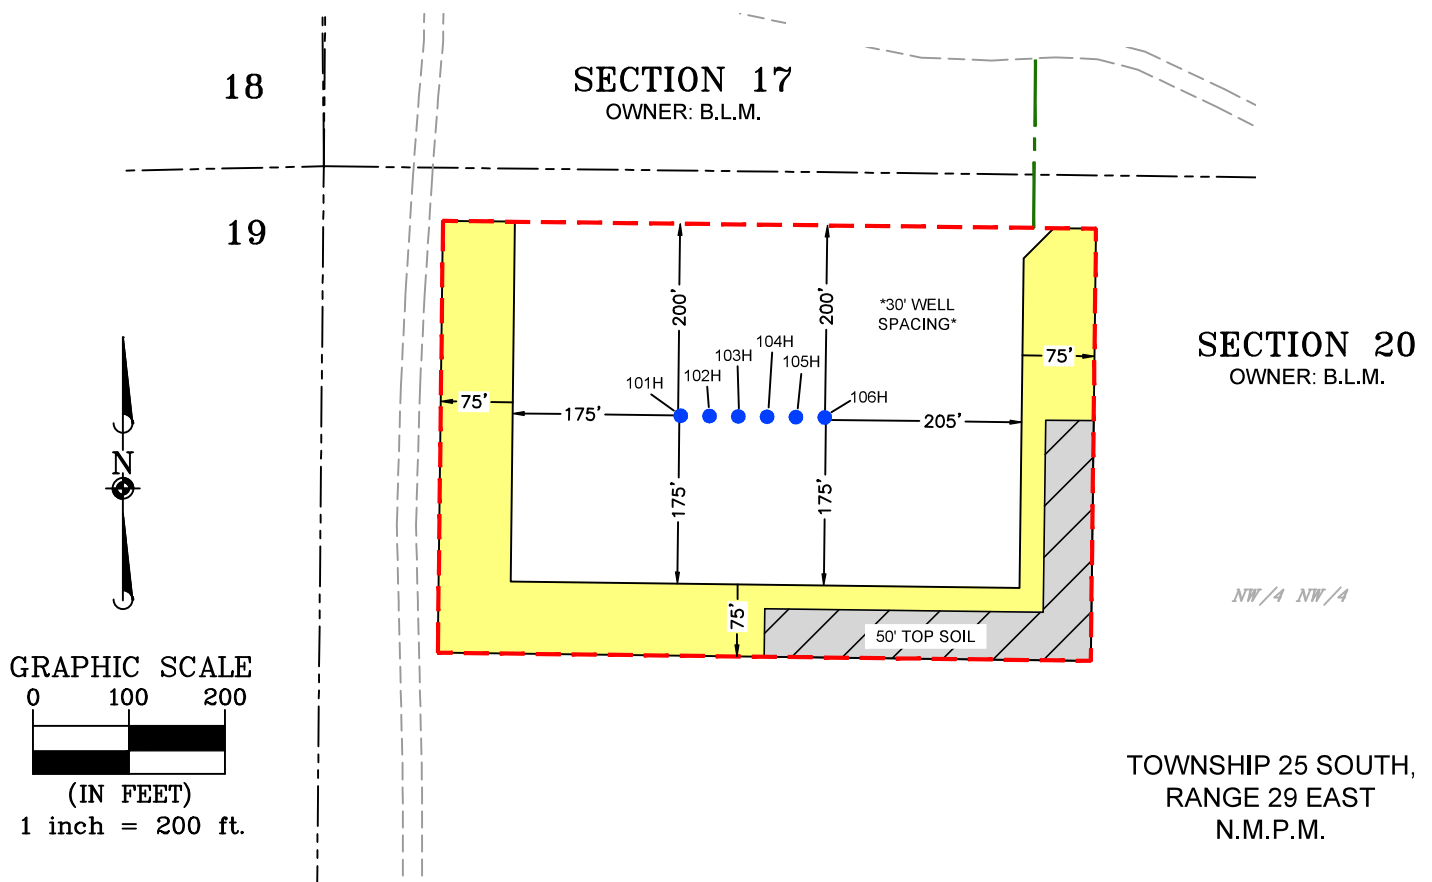 18
SECTION 17
OWNER: B.L.M.
19
200'
200'
*30' WELL
SPACING*
SECTION 20
OWNER: B.L.M.
104H
103H
105H
102H
101H
106H
75'
75'
175'
205'
N
175'
175'
NW/4 NW/4
75'
50' TOP SOIL
GRAPHIC SCALE
0 100 200
(IN FEET)
1 inch = 200 ft.
TOWNSHIP 25 SOUTH,
RANGE 29 EAST
N.M.P.M.